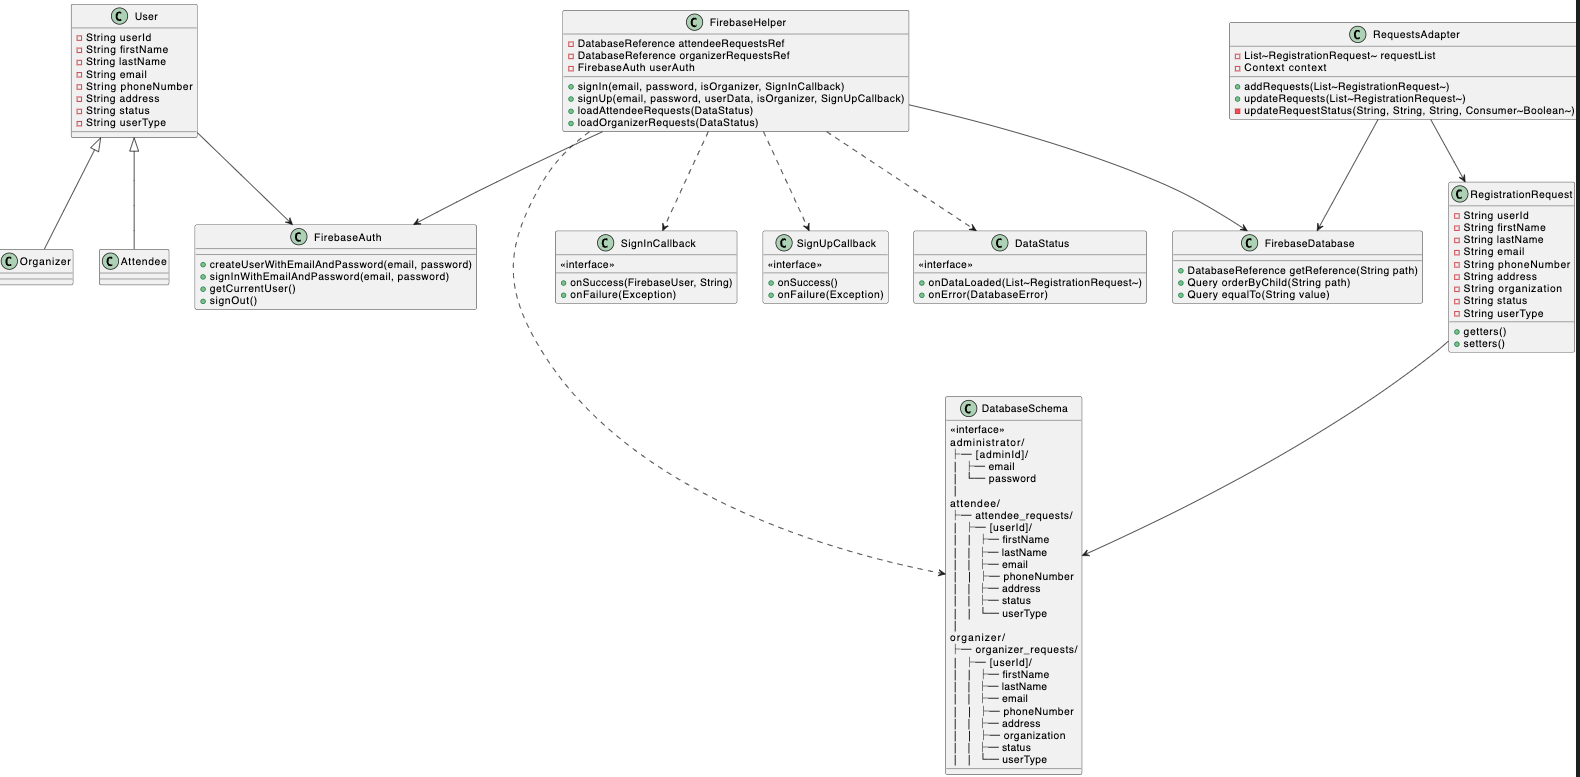 C User
String userId
String firstName
String lastName
String email
String phoneNumber
String address
String status
String userType
C FirebaseHelper
DatabaseReference attendeeRequestsRef
DatabaseReference organizerRequestsRef
FirebaseAuth userAuth
signIn(email, password, isOrganizer, SignInCallback)
signUp(email, password, userData, isOrganizer, SignUpCallback)
loadAttendeeRequests(DataStatus)
loadOrganizerRequests(DataStatus)
C RequestsAdapter
List~RegistrationRequest~ requestList
Context context
addRequests(List~RegistrationRequest~)
updateRequests(List~RegistrationRequest~)
updateRequestStatus(String, String, String, Consumer~Boolean~)
C Organizer
C Attendee
C FirebaseAuth
createUserWithEmailAndPassword(email, password)
signInWithEmailAndPassword(email, password)
getCurrentUser()
signOut()
C SignInCallback
«interface»
onSuccess(FirebaseUser, String)
onFailure(Exception)
C SignUpCallback
«interface»
onSuccess()
onFailure(Exception)
C DataStatus
«interface»
onDataLoaded(List~RegistrationRequest~)
onError(DatabaseError)
C FirebaseDatabase
DatabaseReference getReference(String path)
Query orderByChild(String path)
Query equalTo(String value)
C RegistrationRequest
String userId
String firstName
String lastName
String email
String phoneNumber
String address
String organization
String status
String userType
getters()
setters()
C DatabaseSchema
«interface»
administrator/
├── [adminId]/
│ ├── email
│ └── password
│
attendee/
├── attendee_requests/
│ ├── [userId]/
│ │ ├── firstName
│ │ ├── lastName
│ │ ├── email
│ │ ├── phoneNumber
│ │ ├── address
│ │ ├── status
│ │ └── userType
│
organizer/
├── organizer_requests/
│ ├── [userId]/
│ │ ├── firstName
│ │ ├── lastName
│ │ ├── email
│ │ ├── phoneNumber
│ │ ├── address
│ │ ├── organization
│ │ ├── status
│ │ └── userType